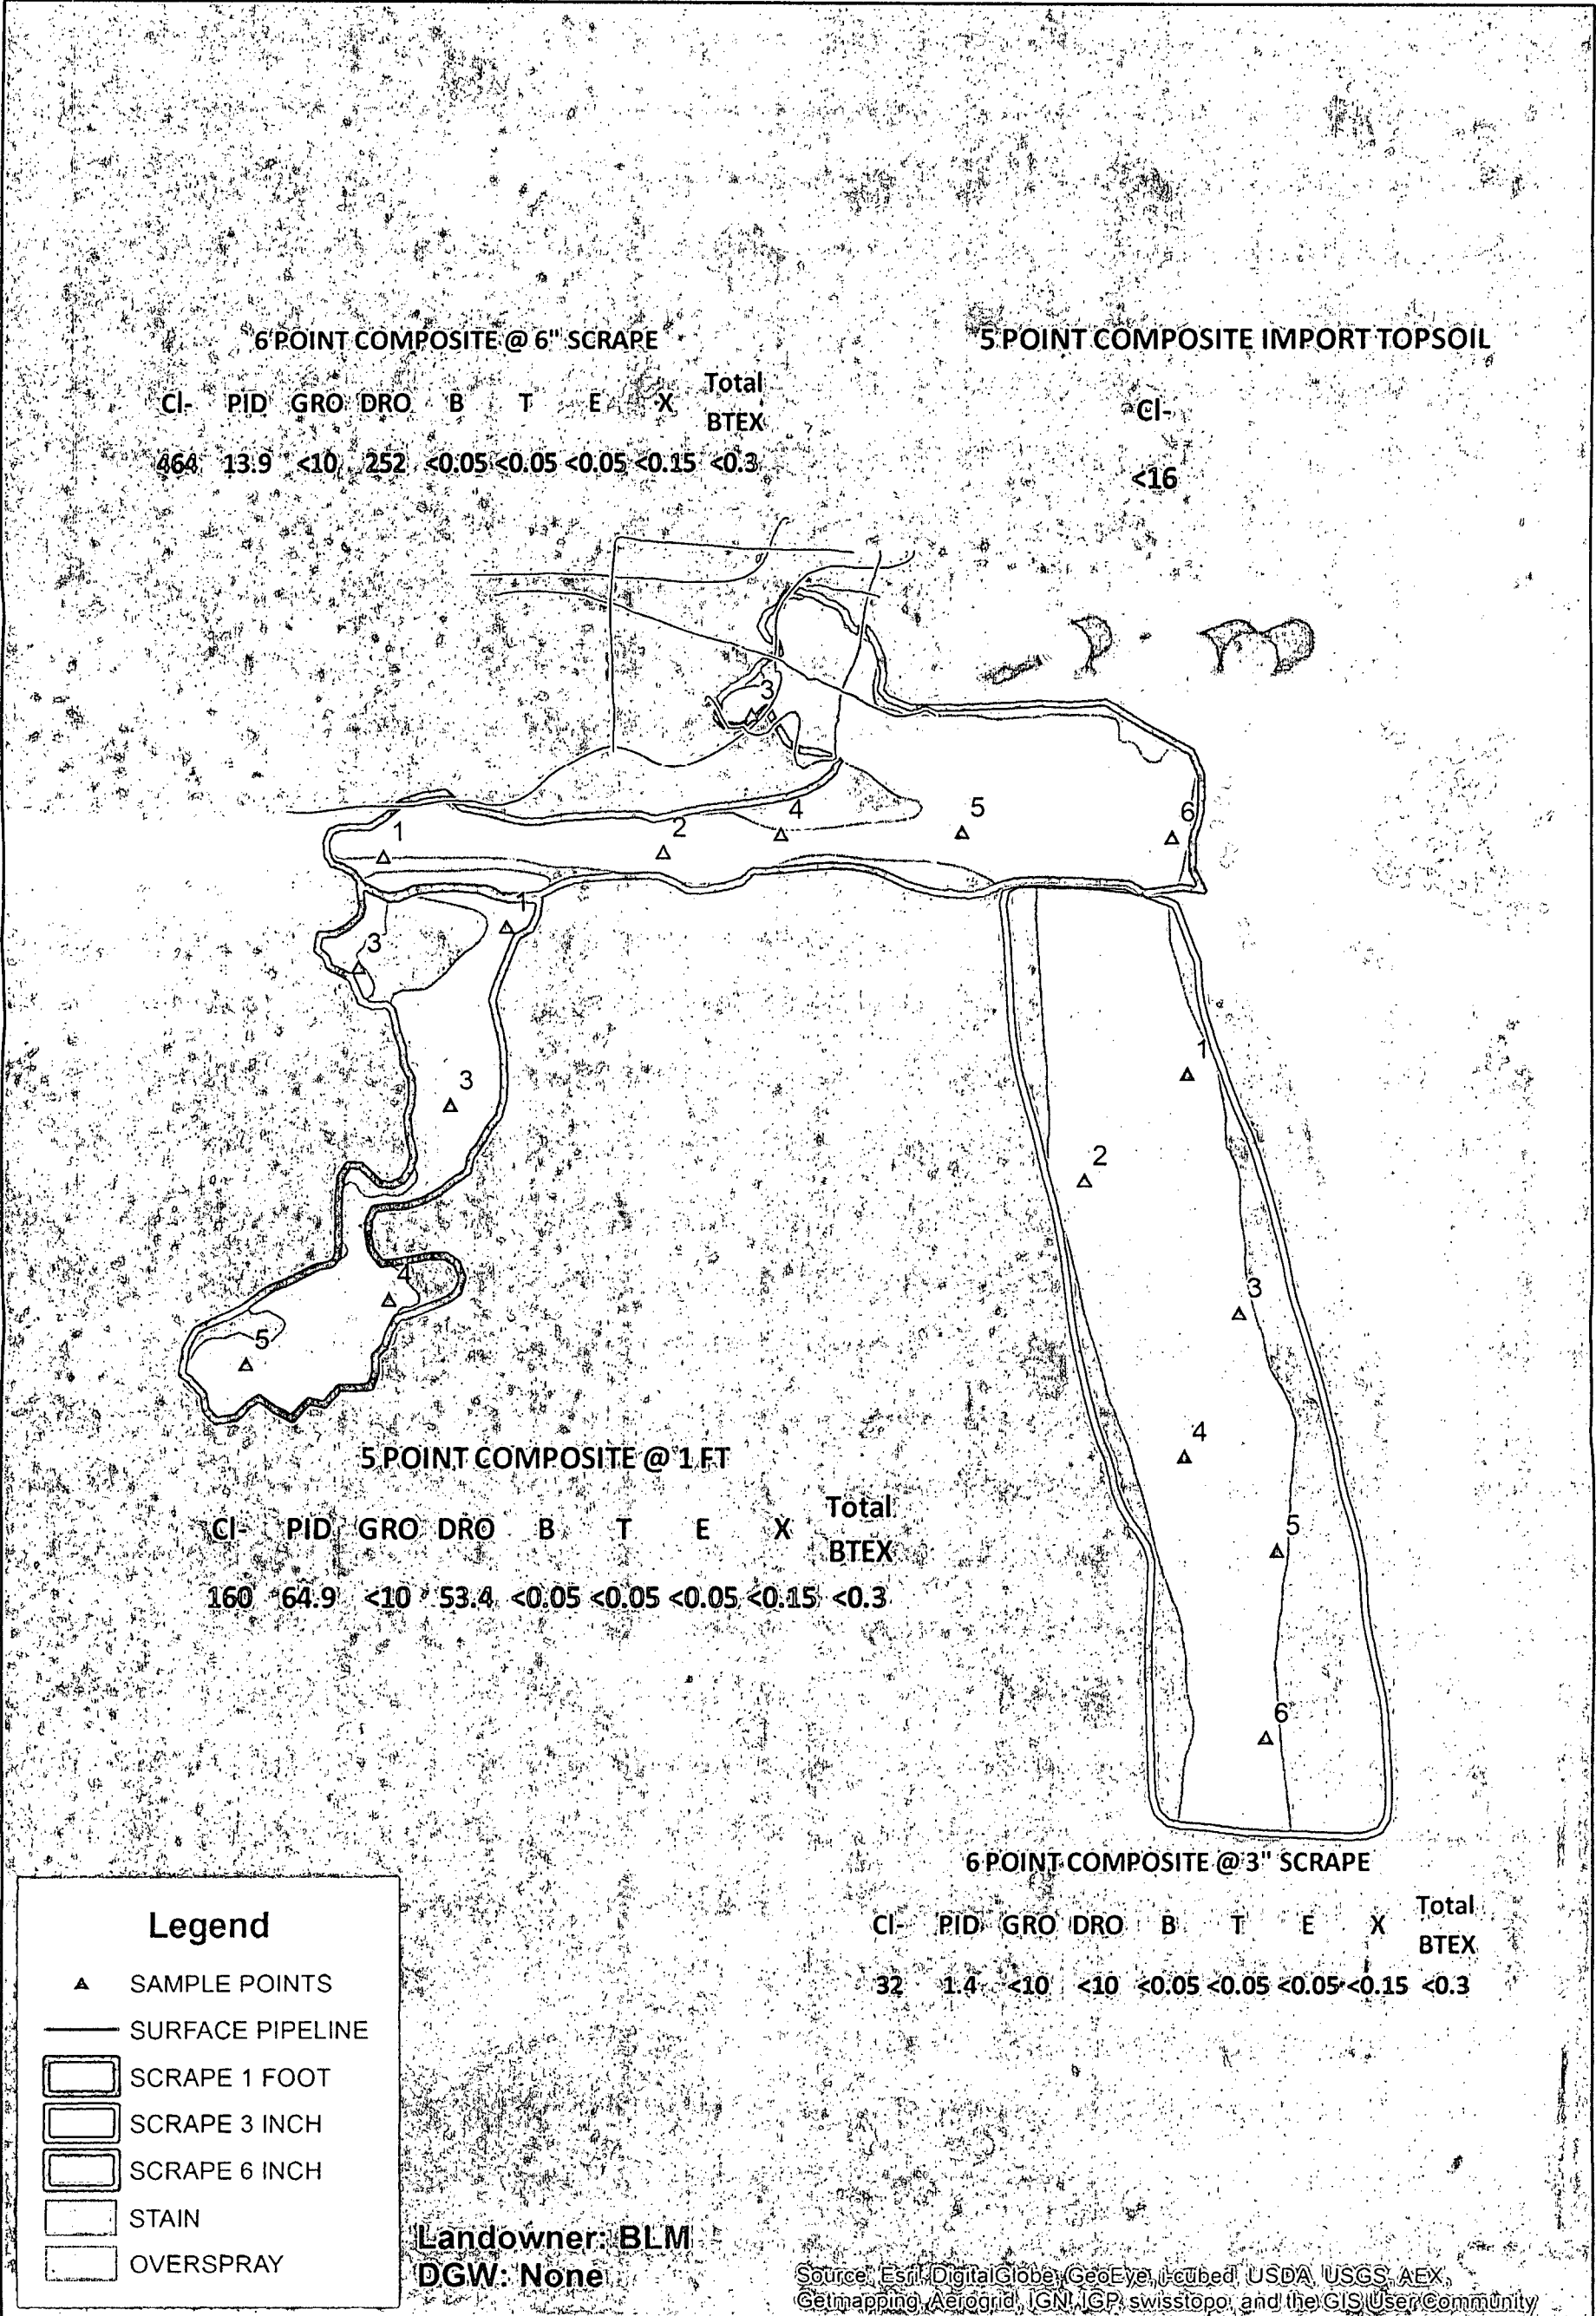 6 POINT COMPOSITE @ 6" SCRAPE
Cl- PID GRO DRO B T E X Total BTEX
464 13.9 <10 252 <0.05 <0.05 <0.05 <0.15 <0.3
5 POINT COMPOSITE IMPORT TOPSOIL
Cl-
<16
3
1
2
4
5
6
1
3
3
4
5
1
2
3
4
5
6
5 POINT COMPOSITE @ 1 FT
Cl- PID GRO DRO B T E X Total BTEX
160 64.9 <10 53.4 <0.05 <0.05 <0.05 <0.15 <0.3
6 POINT COMPOSITE @ 3" SCRAPE
Cl- PID GRO DRO B T E X Total BTEX
32 1.4 <10 <10 <0.05 <0.05 <0.05 <0.15 <0.3
Legend
SAMPLE POINTS
SURFACE PIPELINE
SCRAPE 1 FOOT
SCRAPE 3 INCH
SCRAPE 6 INCH
STAIN
OVERSPRAY
Landowner: BLM
DGW: None
Source: Esri, DigitalGlobe, GeoEye, i-cubed, USDA, USGS, AEX,
Getmapping, Aerogrid, IGN, IGP, swisstopo, and the GIS User Community